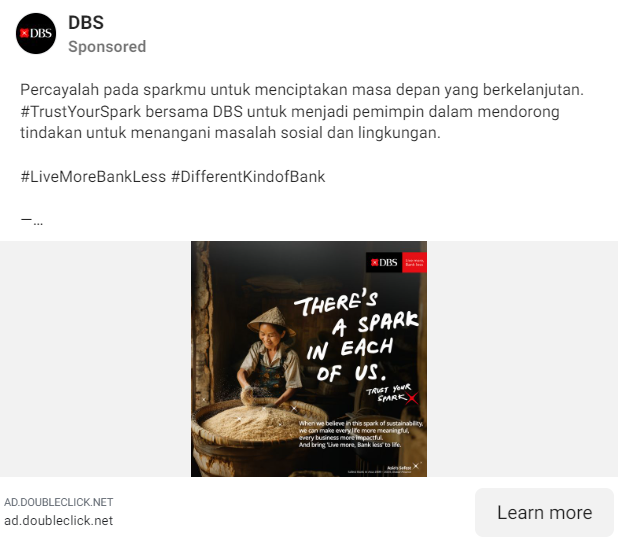 DBS
DBS
Sponsored
Percayalah pada sparkmu untuk menciptakan masa depan yang berkelanjutan.
#TrustYourSpark bersama DBS untuk menjadi pemimpin dalam mendorong
tindakan untuk menangani masalah sosial dan lingkungan.
#LiveMoreBankLess #DifferentKindofBank
—...
DBS
Live more,
Bank less
THERE'S
A SPARK
IN EACH
OF US.
TRUST YOUR
SPARK
When we believe in this spark of sustainability,
we can make every life more meaningful,
every business more impactful.
And bring 'Live more, Bank less' to life.
AD.DOUBLECLICK.NET
ad.doubleclick.net
Learn more